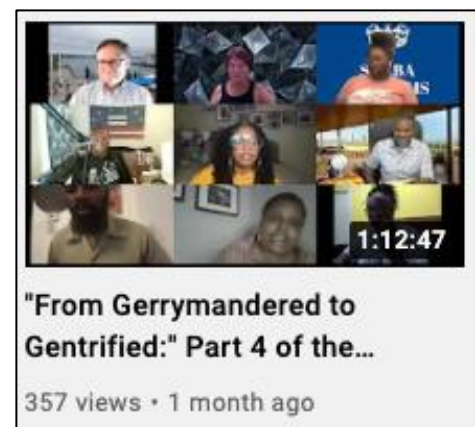 1:12:47
"From Gerrymandered to
Gentrified:" Part 4 of the...
357 views • 1 month ago